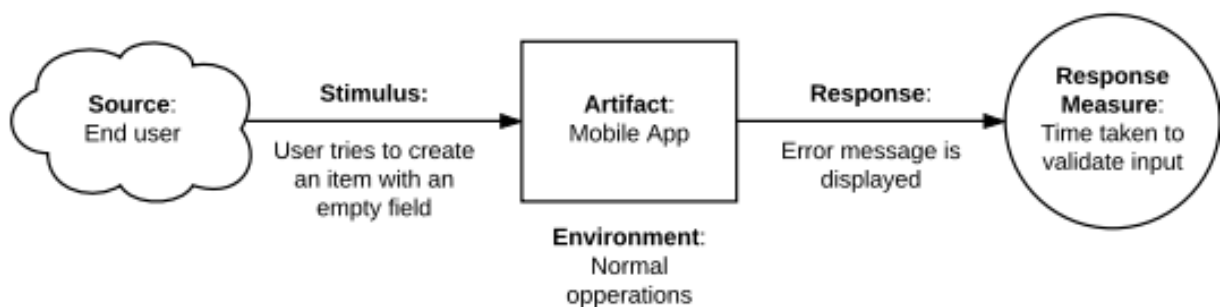 Source:
End user
Stimulus:
User tries to create
an item with an
empty field
Artifact:
Mobile App
Environment:
Normal
opperations
Response:
Error message is
displayed
Response
Measure:
Time taken to
validate input